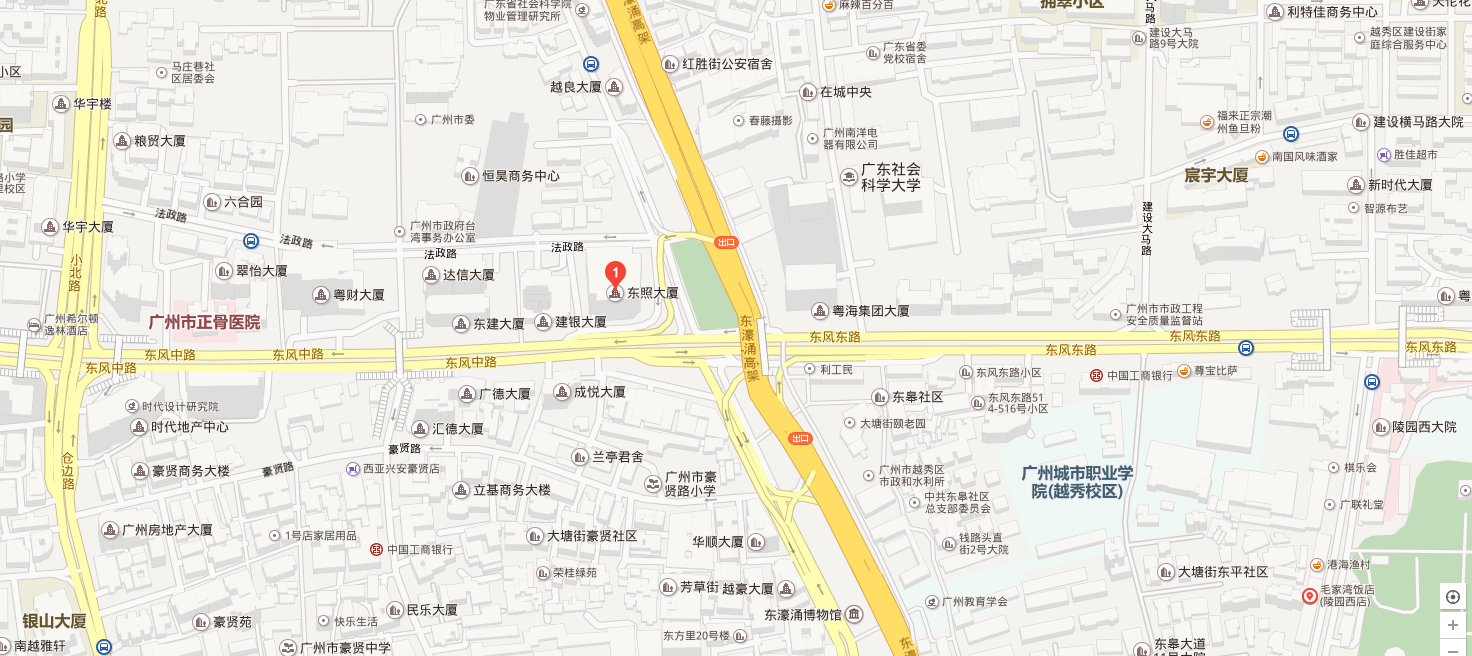 北路
广东省社会科学院
物业管理研究所
东濠涌高架
麻辣百分百
拥翠小区
马路
利特佳商务中心
天伦花
小区
马庄巷社
区居委会
越良大厦
红胜街公安宿舍
广东省委
党校宿舍
建设大马
路9号大院
越秀区建设街家
庭综合服务中心
华宇楼
在城中央
园
粮贸大厦
广州市委
春藤摄影
广州南洋电
器有限公司
福来正宗潮
州鱼旦粉
建设横马路大院
南国风味酒家
胜佳超市
路小学
里校区
恒昊商务中心
广东社会
科学大学
宸宇大厦
新时代大厦
六合园
法政路
智源布艺
华宇大厦
法政路
广州市政府台
湾事务办公室
法政路
法政路
出口
建设大马路
小北路
翠怡大厦
达信大厦
1
东照大厦
粤财大厦
粤海集团大厦
粤
广州希尔顿
逸林酒店
广州市正骨医院
东建大厦
建银大厦
广州市市政工程
安全质量监督站
东濠涌高架
东风东路
东风东路
东风中路
东风中路
东风中路
东风中路
东风东路
东风东路
利工民
东风东路小区
中国工商银行
尊宝比萨
时代设计研究院
广德大厦
成悦大厦
东皋社区
东风东路51
4-516号小区
时代地产中心
汇德大厦
大塘街颐老园
出口
陵园西大院
豪贤路
豪贤路
仓边路
豪贤商务大楼
西亚兴安豪贤店
兰亭君舍
广州市豪
贤路小学
广州市越秀区
市政和水利所
广州城市职业学
院(越秀校区)
棋乐会
立基商务大楼
中共东皋社区
总支部委员会
广联礼堂
广州房地产大厦
1号店家居用品
大塘街豪贤社区
华顺大厦
钱路头直
街2号大院
中国工商银行
荣桂绿苑
大塘街东平社区
港海渔村
芳草街
越豪大厦
毛家湾饭店
(陵园西店)
银山大厦
豪贤苑
民乐大厦
快乐生活
东濠涌博物馆
广州教育学会
南越雅轩
广州市豪贤中学
东方里20号楼
东濠
东皋大道